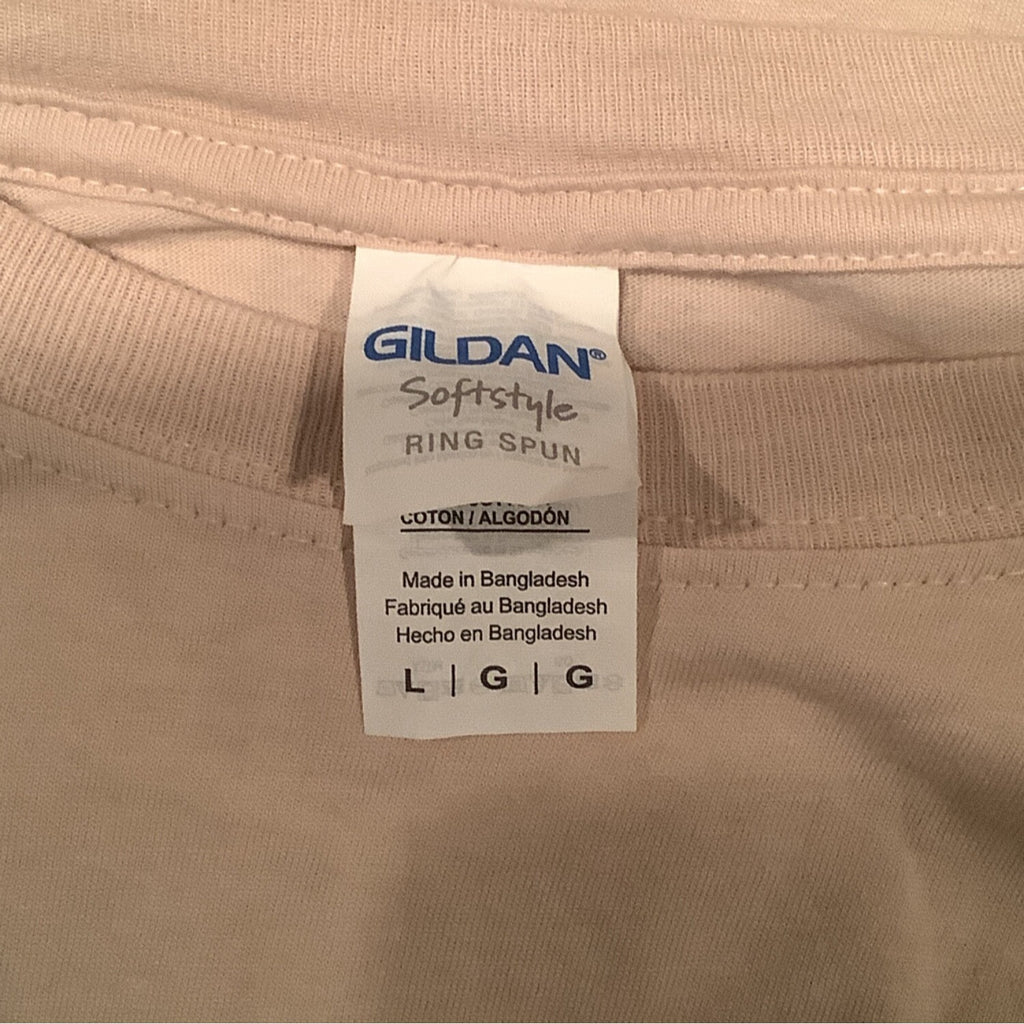 GILDAN®
Softstyle
RING SPUN
COTON / ALGODÓN
Made in Bangladesh
Fabriqué au Bangladesh
Hecho en Bangladesh
L | G | G